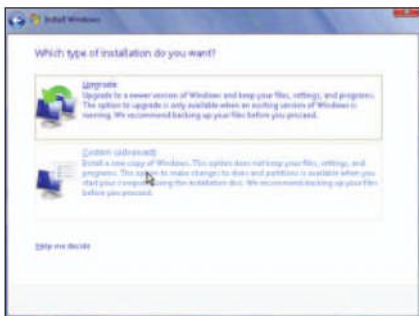 Install Windows
Which type of installation do you want?
Upgrade
Upgrade to a newer version of Windows and keep your files, settings, and programs.
The option to upgrade is only available when an existing version of Windows is
running. We recommend backing up your files before you proceed.
Custom (advanced)
Install a new copy of Windows. This option does not keep your files, settings, and
programs. The option to make changes to disks and partitions is available when you
start your computer using the installation disc. We recommend backing up your files
before you proceed.
Help me decide